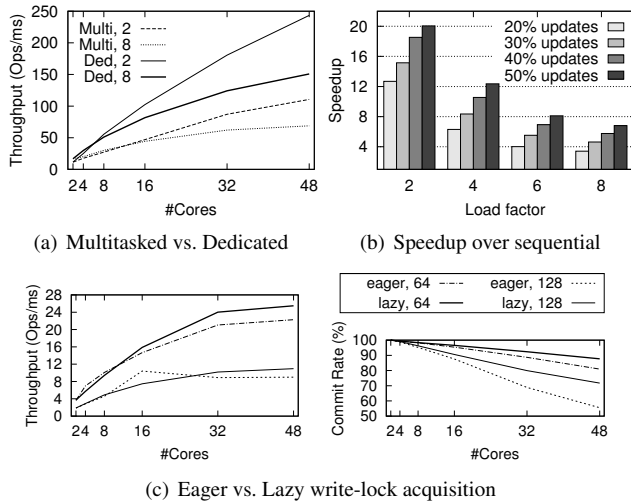 Throughput (Ops/ms)
250
200
150
100
50
0
Multi, 2
Multi, 8
Ded, 2
Ded, 8
2 4 8 16 32 48
#Cores
(a) Multitasked vs. Dedicated
Speedup
20
16
12
8
4
20% updates
30% updates
40% updates
50% updates
2 4 6 8
Load factor
(b) Speedup over sequential
Throughput (Ops/ms)
28
24
20
16
12
8
4
0
2 4 8 16 32 48
#Cores
eager, 64 eager, 128
lazy, 64 lazy, 128
Commit Rate (%)
100
90
80
70
60
50
2 4 8 16 32 48
#Cores
(c) Eager vs. Lazy write-lock acquisition